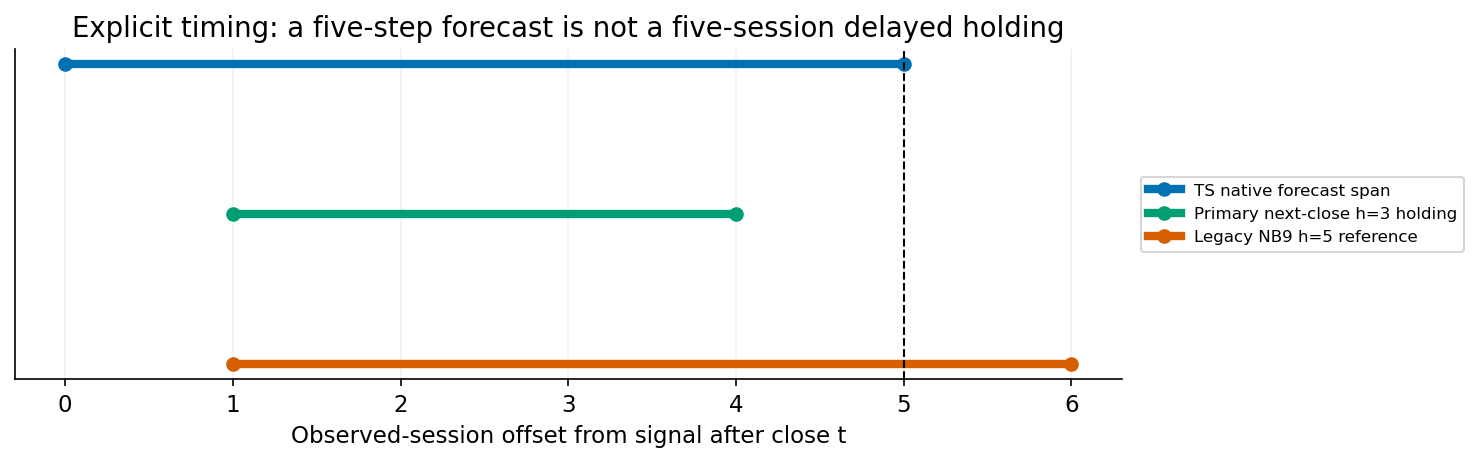 Explicit timing: a five-step forecast is not a five-session delayed holding
TS native forecast span
Primary next-close h=3 holding
Legacy NB9 h=5 reference
0 1 2 3 4 5 6
Observed-session offset from signal after close t